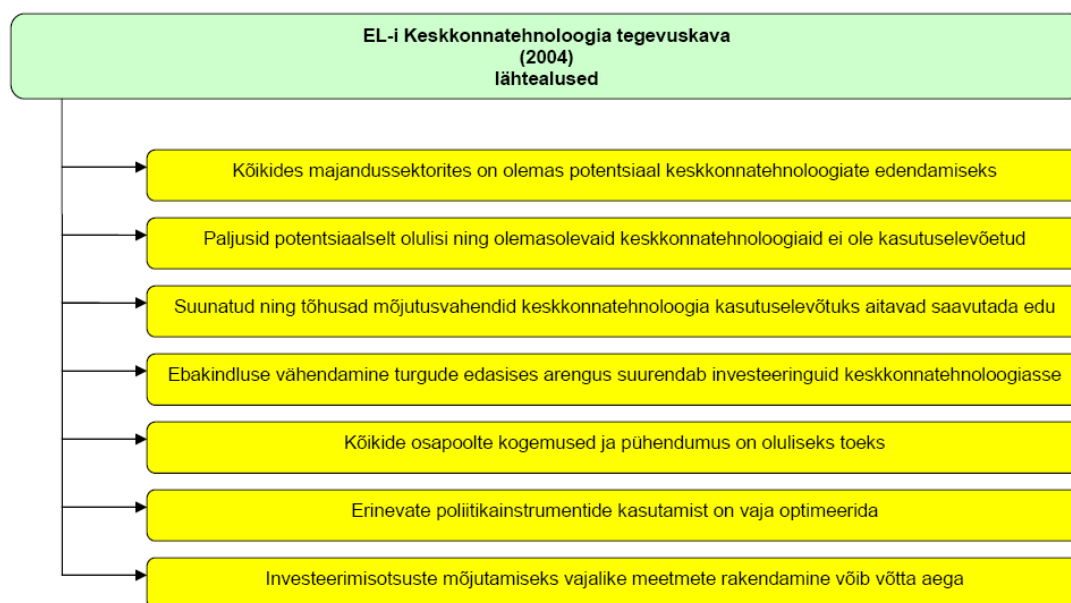 EL-i Keskkonnatehnoloogia tegevuskava
(2004)
lähtealused
Kõikides majandussektorites on olemas potentsiaal keskkonnatehnoloogiate edendamiseks
Paljusid potentsiaalselt olulisi ning olemasolevaid keskkonnatehnoloogiaid ei ole kasutuselevõetud
Suunatud ning tõhusad mõjutusvahendid keskkonnatehnoloogia kasutuselevõtuks aitavad saavutada edu
Ebakindluse vähendamine turgude edasises arengus suurendab investeeringuid keskkonnatehnoloogiasse
Kõikide osapoolte kogemused ja pühendumus on oluliseks toeks
Erinevate poliitikainstrumentide kasutamist on vaja optimeerida
Investeerimisotsuste mõjutamiseks vajalike meetmete rakendamine võib võtta aega